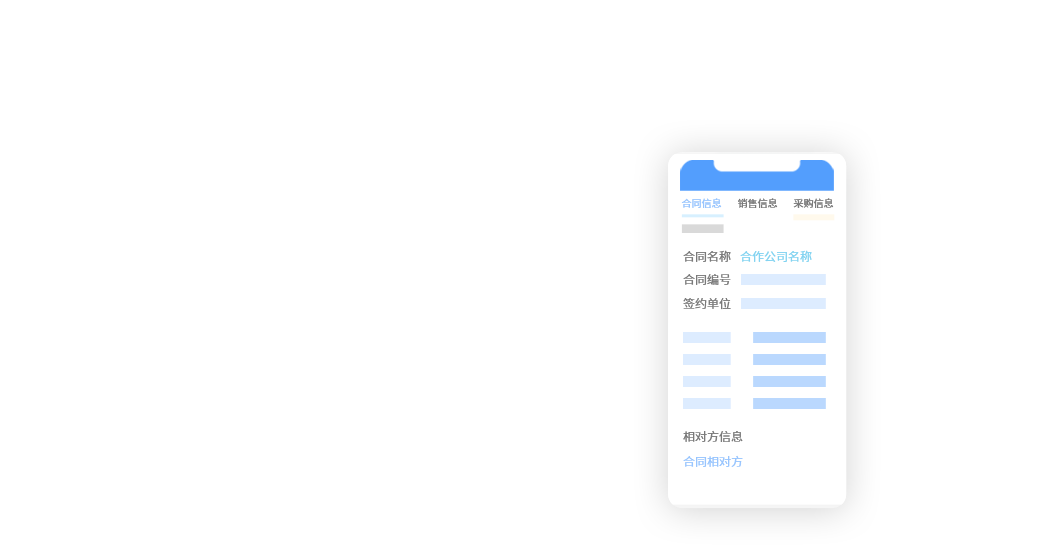 合同信息 销售信息 采购信息
合同名称 合作公司名称
合同编号
签约单位
相对方信息
合同相对方